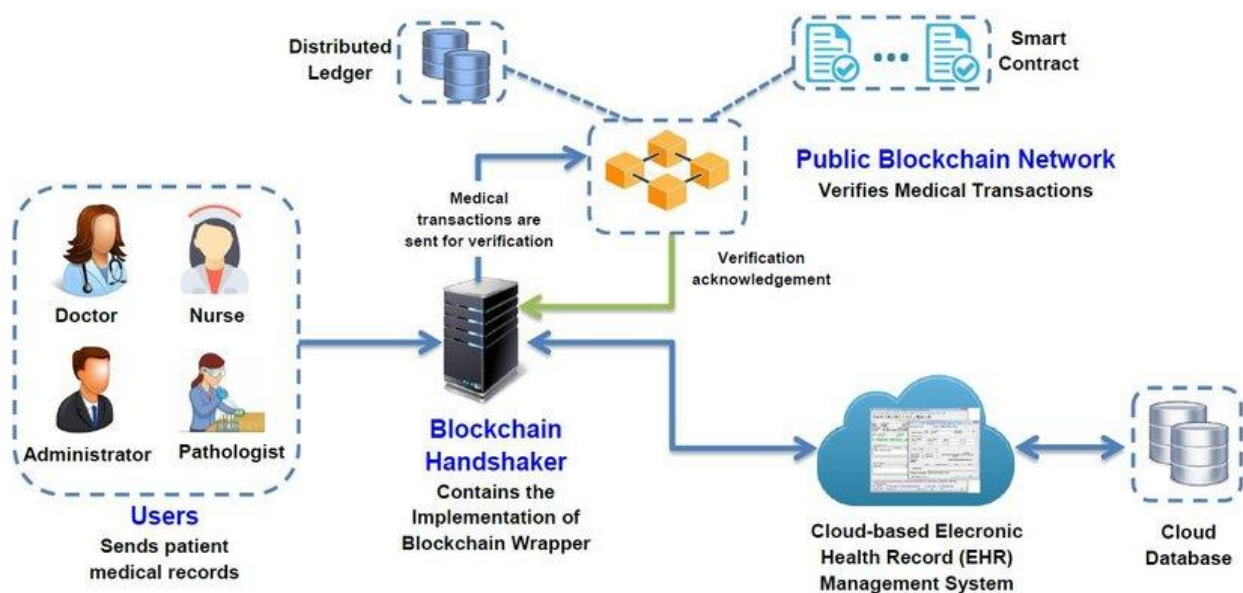 Distributed
Ledger
Smart
Contract
Public Blockchain Network
Verifies Medical Transactions
Medical
transactions are
sent for verification
Verification
acknowledgement
Doctor
Nurse
Administrator
Pathologist
Users
Sends patient
medical records
Blockchain
Handshaker
Contains the
Implementation of
Blockchain Wrapper
Cloud-based Elecronic
Health Record (EHR)
Management System
Cloud
Database